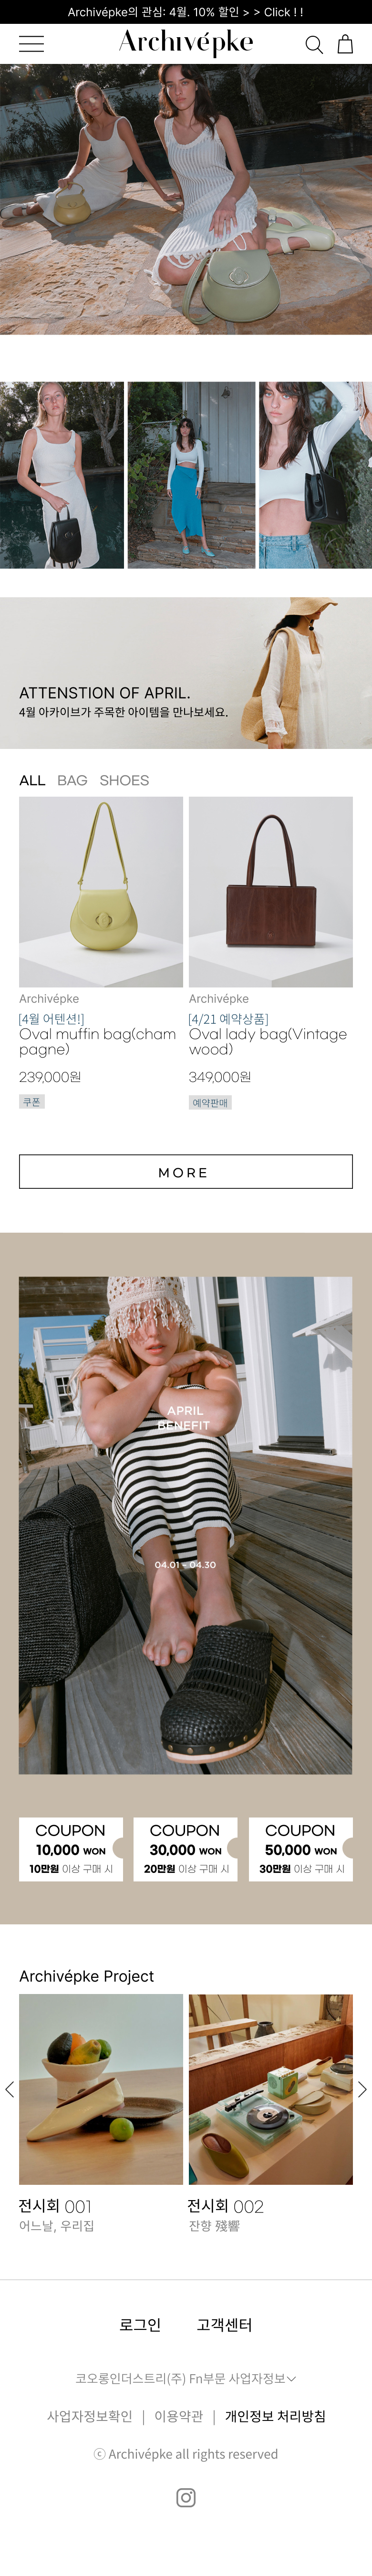 Archivépke의 관심: 4월. 10% 할인 > > Click ! !
Archivépke
ATTENSTION OF APRIL.
4월 아카이브가 주목한 아이템을 만나보세요.
ALL BAG SHOES
Archivépke
[4월 어텐션!]
Oval muffin bag(cham
pagne)
239,000원
쿠폰
Archivépke
[4/21 예약상품]
Oval lady bag(Vintage
wood)
349,000원
예약판매
MORE
APRIL
BENEFIT
04.01 - 04.30
COUPON
10,000 WON
10만원 이상 구매 시
COUPON
30,000 WON
20만원 이상 구매 시
COUPON
50,000 WON
30만원 이상 구매 시
Archivépke Project
전시회 001
어느날, 우리집
전시회 002
잔향 殘響
로그인 고객센터
코오롱인더스트리(주) Fn부문 사업자정보
사업자정보확인 | 이용약관 | 개인정보 처리방침
ⓒ Archivépke all rights reserved